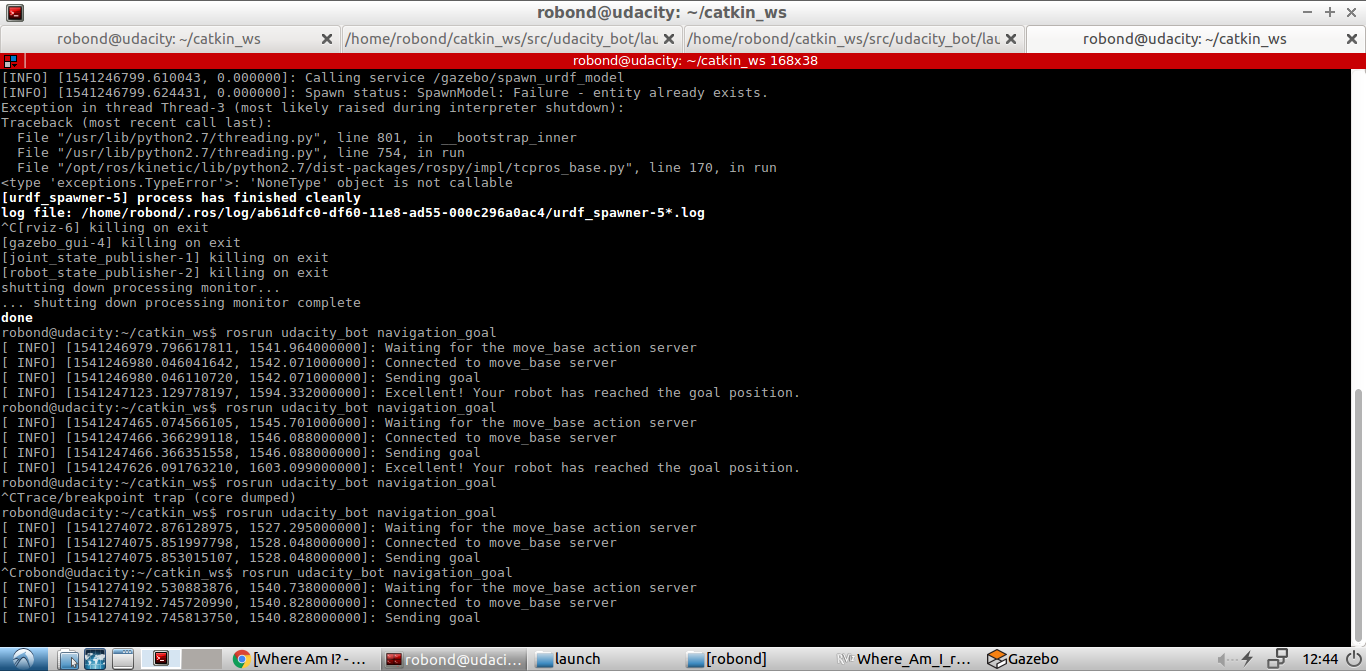 robond@udacity: ~/catkin_ws
robond@udacity: ~/catkin_ws
/home/robond/catkin_ws/src/udacity_bot/lau
/home/robond/catkin_ws/src/udacity_bot/lau
robond@udacity: ~/catkin_ws
robond@udacity: ~/catkin_ws 168x38
[INFO] [1541246799.610043, 0.000000]: Calling service /gazebo/spawn_urdf_model
[INFO] [1541246799.624431, 0.000000]: Spawn status: SpawnModel: Failure - entity already exists.
Exception in thread Thread-3 (most likely raised during interpreter shutdown):
Traceback (most recent call last):
  File "/usr/lib/python2.7/threading.py", line 801, in __bootstrap_inner
  File "/usr/lib/python2.7/threading.py", line 754, in run
  File "/opt/ros/kinetic/lib/python2.7/dist-packages/rospy/impl/tcpros_base.py", line 170, in run
<type 'exceptions.TypeError'>: 'NoneType' object is not callable
[urdf_spawner-5] process has finished cleanly
log file: /home/robond/.ros/log/ab61dfc0-df60-11e8-ad55-000c296a0ac4/urdf_spawner-5*.log
^C[rviz-6] killing on exit
[gazebo_gui-4] killing on exit
[joint_state_publisher-1] killing on exit
[robot_state_publisher-2] killing on exit
shutting down processing monitor...
... shutting down processing monitor complete
done
robond@udacity:~/catkin_ws$ rosrun udacity_bot navigation_goal
[ INFO] [1541246979.796617811, 1541.964000000]: Waiting for the move_base action server
[ INFO] [1541246980.046041642, 1542.071000000]: Connected to move_base server
[ INFO] [1541246980.046110720, 1542.071000000]: Sending goal
[ INFO] [1541247123.129778197, 1594.332000000]: Excellent! Your robot has reached the goal position.
robond@udacity:~/catkin_ws$ rosrun udacity_bot navigation_goal
[ INFO] [1541247465.074566105, 1545.701000000]: Waiting for the move_base action server
[ INFO] [1541247466.366299118, 1546.088000000]: Connected to move_base server
[ INFO] [1541247466.366351558, 1546.088000000]: Sending goal
[ INFO] [1541247626.091763210, 1603.099000000]: Excellent! Your robot has reached the goal position.
robond@udacity:~/catkin_ws$ rosrun udacity_bot navigation_goal
^CTrace/breakpoint trap (core dumped)
robond@udacity:~/catkin_ws$ rosrun udacity_bot navigation_goal
[ INFO] [1541274072.876128975, 1527.295000000]: Waiting for the move_base action server
[ INFO] [1541274075.851997798, 1528.048000000]: Connected to move_base server
[ INFO] [1541274075.853015107, 1528.048000000]: Sending goal
^Crobond@udacity:~/catkin_ws$ rosrun udacity_bot navigation_goal
[ INFO] [1541274192.530883876, 1540.738000000]: Waiting for the move_base action server
[ INFO] [1541274192.745720990, 1540.828000000]: Connected to move_base server
[ INFO] [1541274192.745813750, 1540.828000000]: Sending goal
[Where Am I? - ...
robond@udaci...
launch
[robond]
Where_Am_I_r...
Gazebo
12:44